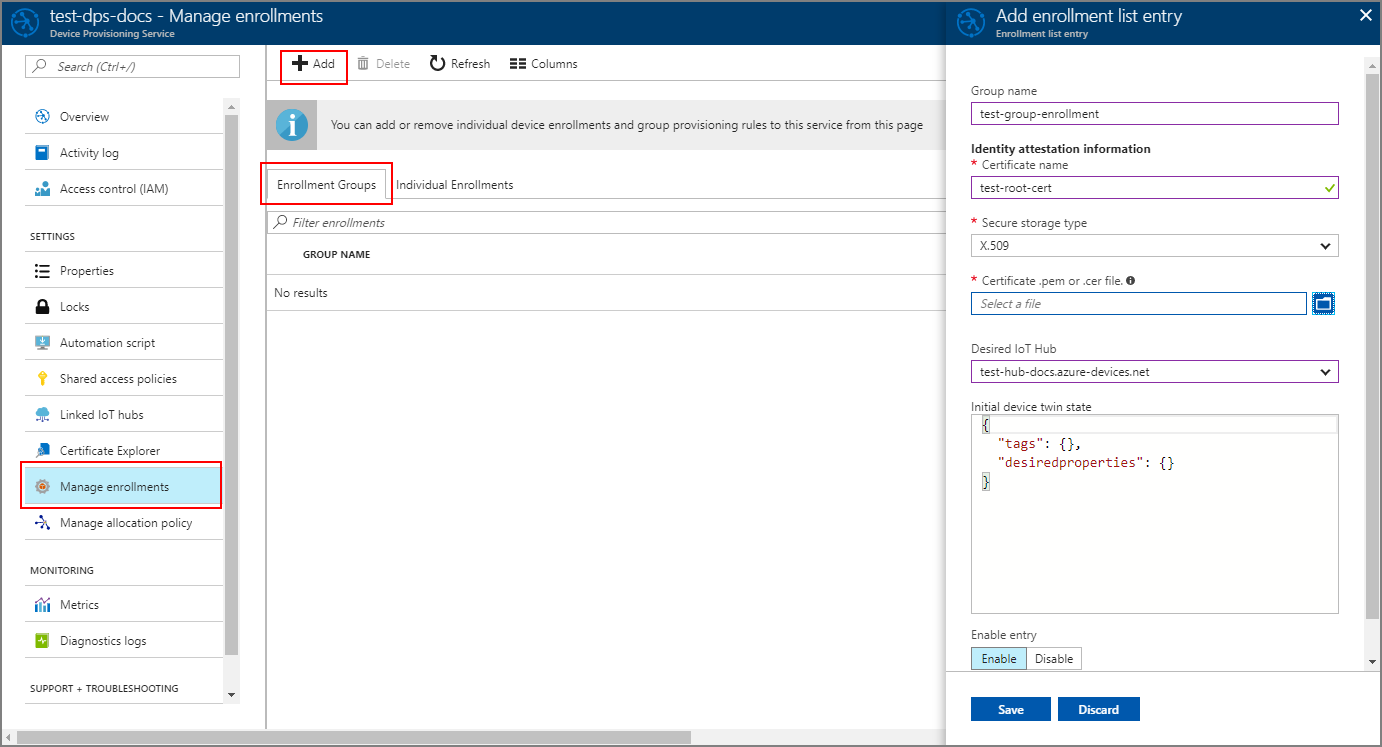 test-dps-docs - Manage enrollments
Device Provisioning Service
Search (Ctrl+/)
Overview
Activity log
Access control (IAM)
SETTINGS
Properties
Locks
Automation script
Shared access policies
Linked IoT hubs
Certificate Explorer
Manage enrollments
Manage allocation policy
MONITORING
Metrics
Diagnostics logs
SUPPORT + TROUBLESHOOTING
Add Delete Refresh Columns
You can add or remove individual device enrollments and group provisioning rules to this service from this page
Enrollment Groups Individual Enrollments
Filter enrollments
GROUP NAME
No results
Add enrollment list entry
Enrollment list entry
Group name
test-group-enrollment
Identity attestation information
* Certificate name
test-root-cert
* Secure storage type
X.509
* Certificate .pem or .cer file.
Select a file
Desired IoT Hub
test-hub-docs.azure-devices.net
Initial device twin state
{
"tags": {},
"desiredproperties": {}
}
Enable entry
Enable Disable
Save Discard